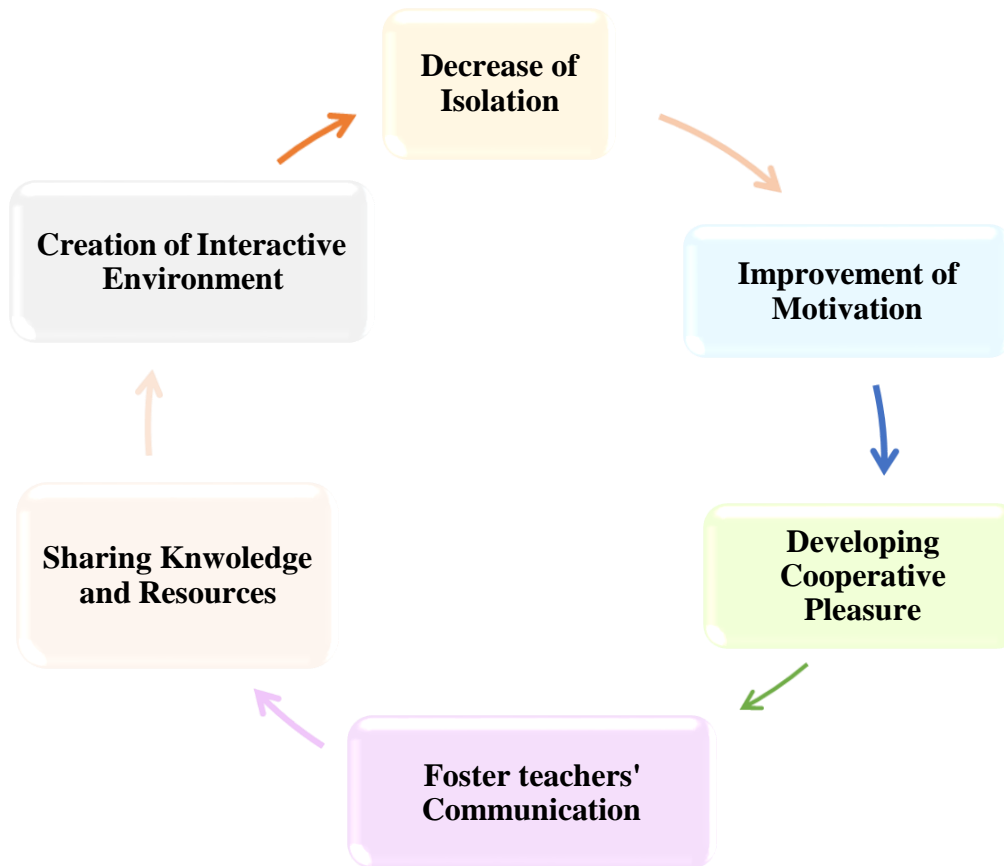 Decrease of
Isolation
Improvement of
Motivation
Developing
Cooperative
Pleasure
Foster teachers'
Communication
Sharing Knwoledge
and Resources
Creation of Interactive
Environment